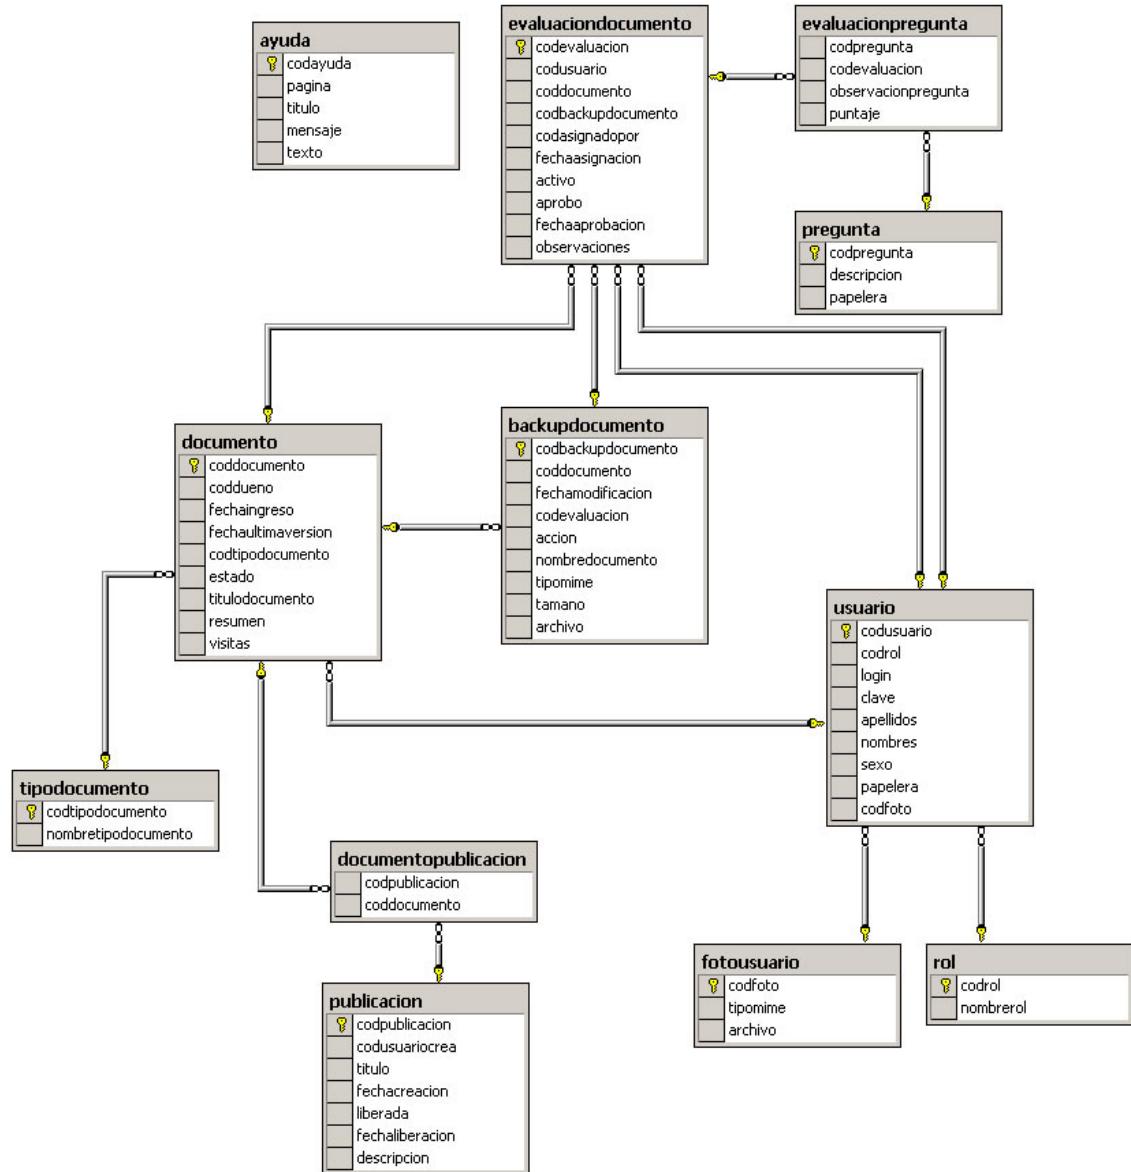 ayuda
codayuda
pagina
titulo
mensaje
texto
evaluaciondocumento
codevaluacion
codusuario
coddocumento
codbackupdocumento
codasignadopor
fechaasignacion
activo
aprobo
fechaaprobacion
observaciones
evaluacionpregunta
codpregunta
codevaluacion
observacionpregunta
puntaje
pregunta
codpregunta
descripcion
papelera
documento
coddocumento
coddueno
fechaingreso
fechaultimaversion
codtipodocumento
estado
titulodocumento
resumen
visitas
backupdocumento
codbackupdocumento
coddocumento
fechamodificacion
codevaluacion
accion
nombredocumento
tipomime
tamano
archivo
usuario
codusuario
codrol
login
clave
apellidos
nombres
sexo
papelera
codfoto
tipodocumento
codtipodocumento
nombretipodocumento
documentopublicacion
codpublicacion
coddocumento
fotousuario
codfoto
tipomime
archivo
rol
codrol
nombrerol
publicacion
codpublicacion
codusuariocrea
titulo
fechacreacion
liberada
fechaliberacion
descripcion